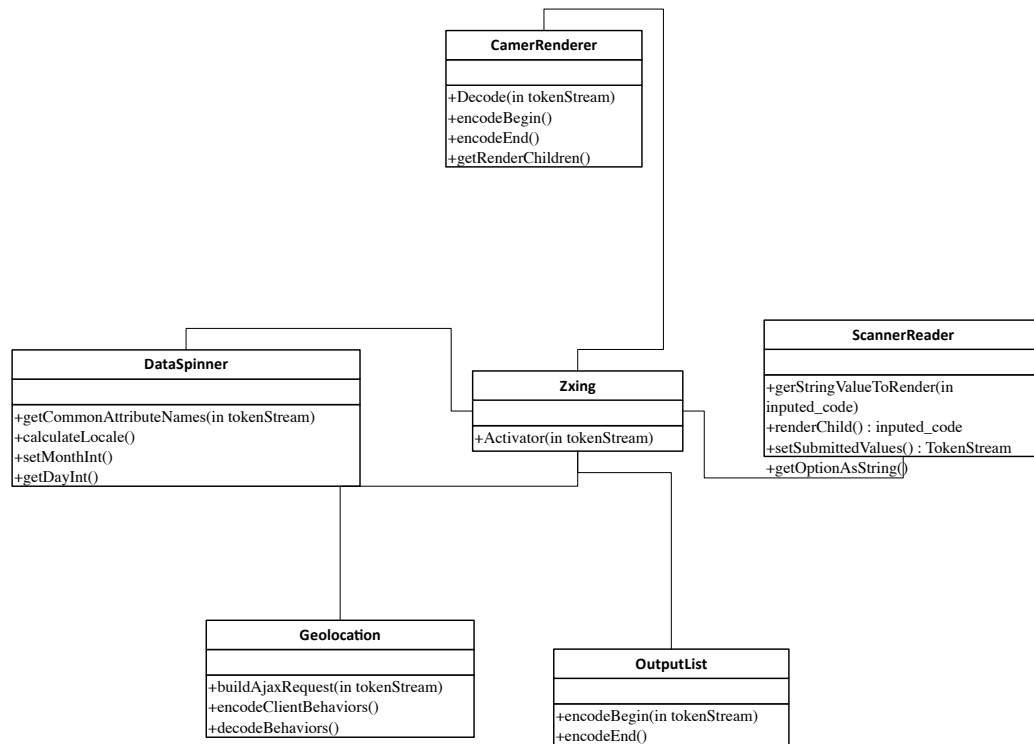 CamerRenderer
+Decode(in tokenStream)
+encodeBegin()
+encodeEnd()
+getRenderChildren()
ScannerReader
+gerStringValueToRender(in
inputed_code)
+renderChild() : inputed_code
+setSubmittedValues() : TokenStream
+getOptionAsString()
DataSpinner
+getCommonAttributeNames(in tokenStream)
+calculateLocale()
+setMonthInt()
+getDayInt()
Zxing
+Activator(in tokenStream)
Geolocation
+buildAjaxRequest(in tokenStream)
+encodeClientBehaviors()
+decodeBehaviors()
OutputList
+encodeBegin(in tokenStream)
+encodeEnd()